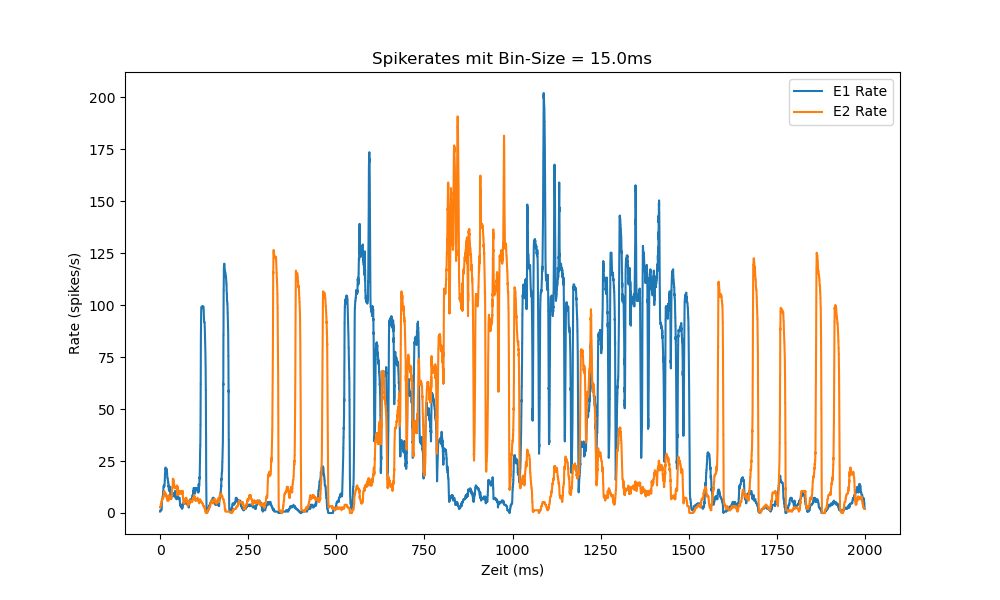 Spikerates mit Bin-Size = 15.0ms
E1 Rate
E2 Rate
200
175
150
125
100
75
50
25
0
Rate (spikes/s)
0 250 500 750 1000 1250 1500 1750 2000
Zeit (ms)